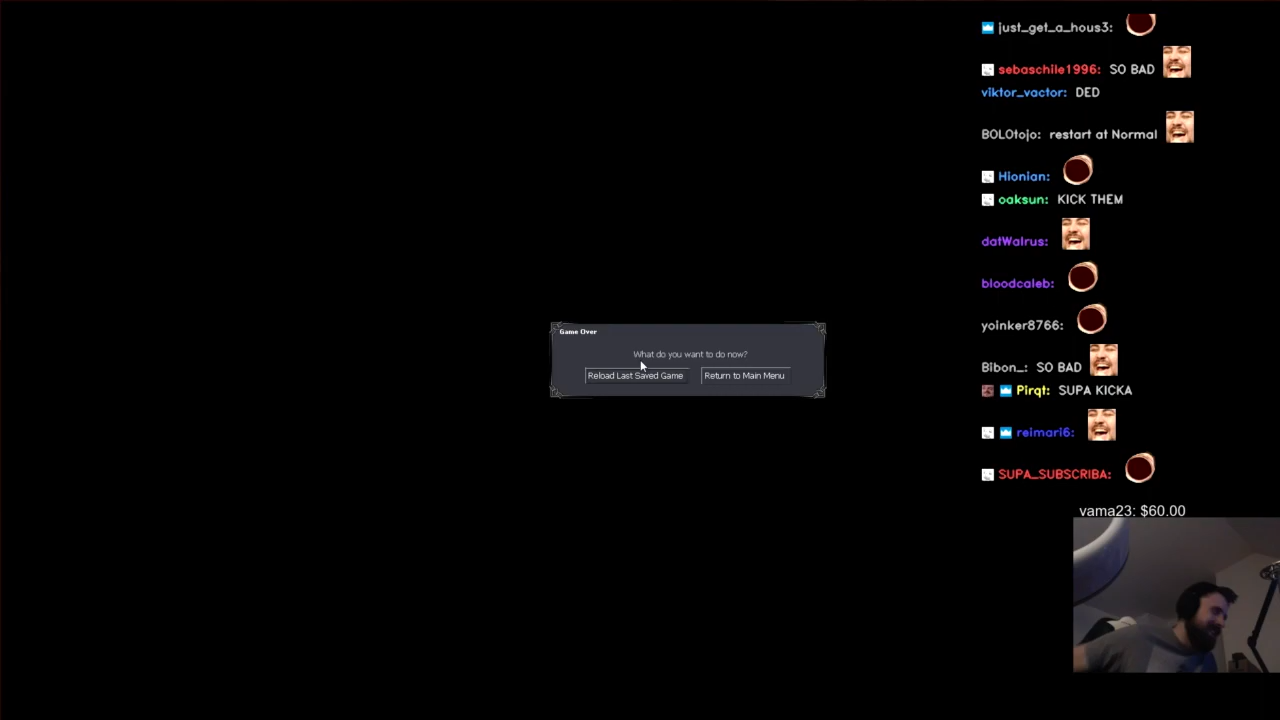 just_get_a_hous3:
sebaschile1996: SO BAD
viktor_vactor: DED
BOLOtojo: restart at Normal
Hionian:
oaksun: KICK THEM
datWalrus:
bloodcaleb:
yoinker8766:
Bibon_: SO BAD
Pirqt: SUPA KICKA
reimari6:
SUPA_SUBSCRIBA:
vama23: $60.00
Game Over
What do you want to do now?
Reload Last Saved Game
Return to Main Menu